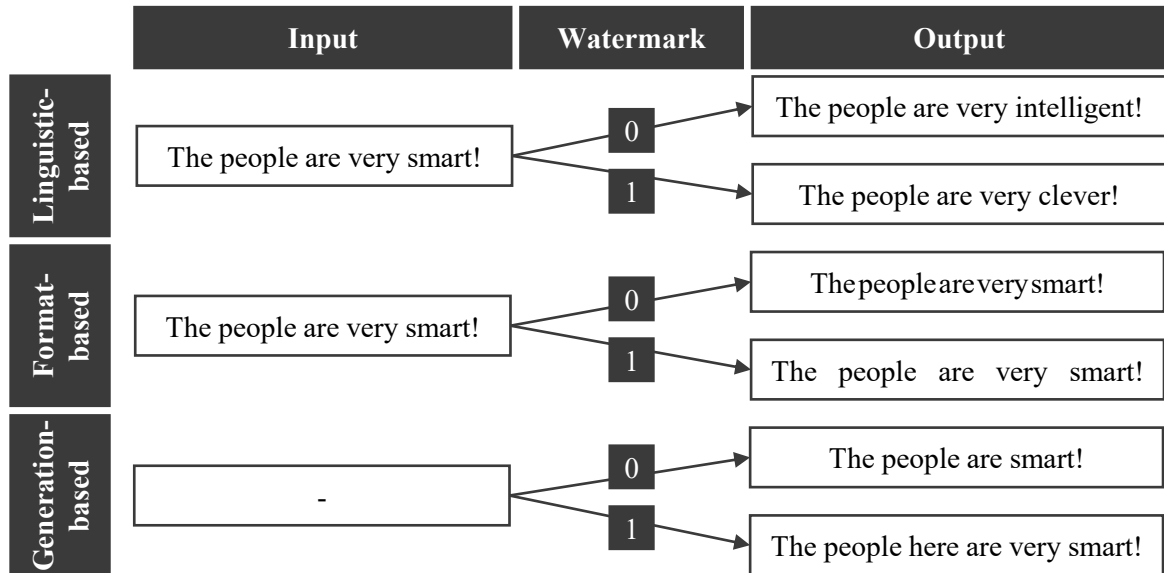 Input Watermark Output
Linguistic-
based
The people are very smart!
0
1
The people are very intelligent!
The people are very clever!
Format-
based
The people are very smart!
0
1
Thepeopleareverysmart!
The people are very smart!
Generation-
based
-
0
1
The people are smart!
The people here are very smart!